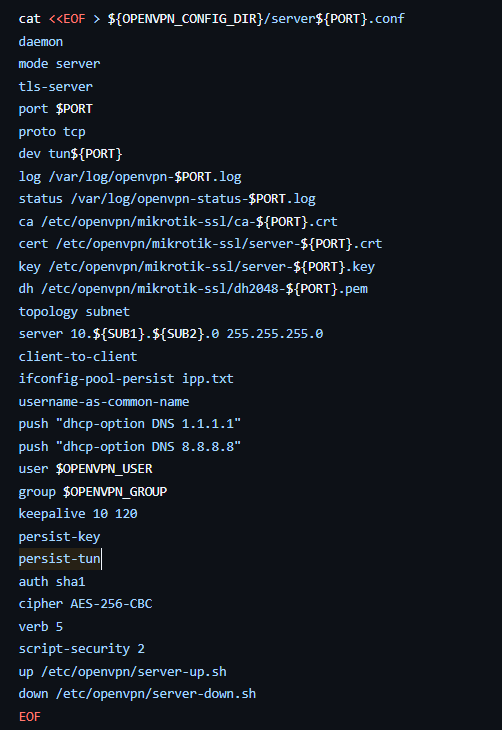 cat <<EOF > ${OPENVPN_CONFIG_DIR}/server${PORT}.conf
daemon
mode server
tls-server
port $PORT
proto tcp
dev tun${PORT}
log /var/log/openvpn-$PORT.log
status /var/log/openvpn-status-$PORT.log
ca /etc/openvpn/mikrotik-ssl/ca-${PORT}.crt
cert /etc/openvpn/mikrotik-ssl/server-${PORT}.crt
key /etc/openvpn/mikrotik-ssl/server-${PORT}.key
dh /etc/openvpn/mikrotik-ssl/dh2048-${PORT}.pem
topology subnet
server 10.${SUB1}.${SUB2}.0 255.255.255.0
client-to-client
ifconfig-pool-persist ipp.txt
username-as-common-name
push "dhcp-option DNS 1.1.1.1"
push "dhcp-option DNS 8.8.8.8"
user $OPENVPN_USER
group $OPENVPN_GROUP
keepalive 10 120
persist-key
persist-tun
auth sha1
cipher AES-256-CBC
verb 5
script-security 2
up /etc/openvpn/server-up.sh
down /etc/openvpn/server-down.sh
EOF